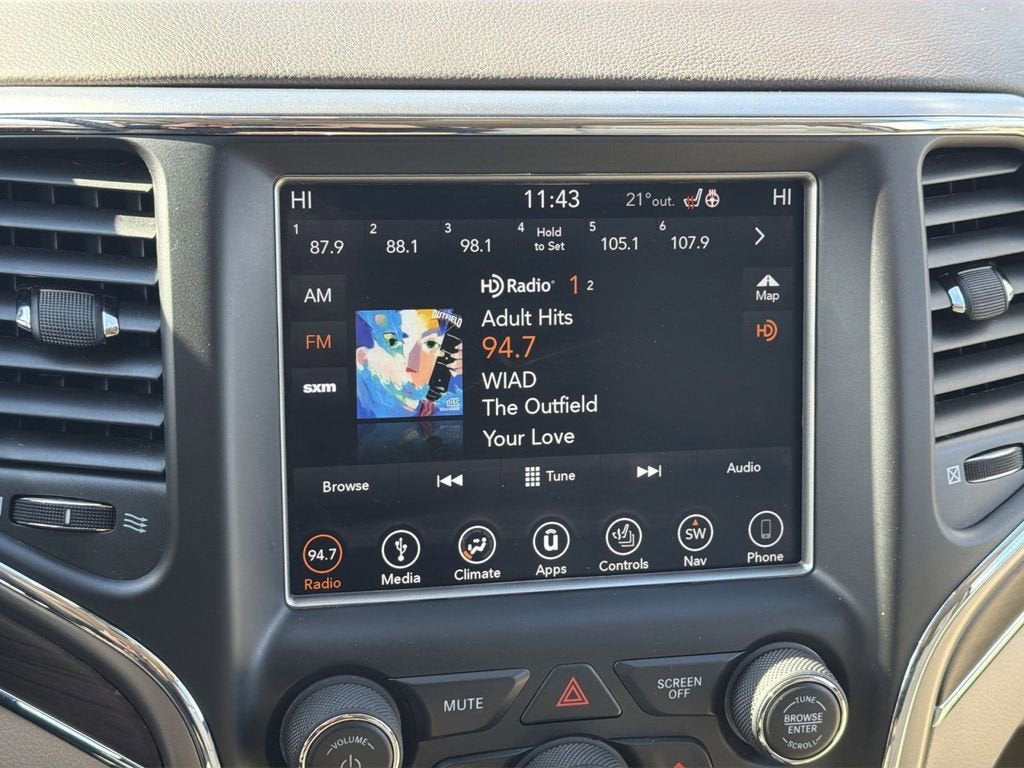 HI 11:43 21°out. HI
1 87.9 2 88.1 3 98.1 4 Hold to Set 5 105.1 6 107.9
AM
FM
sxm
OUTFIELD
HD Radio 1 2
Adult Hits
94.7
WIAD
The Outfield
Your Love
Map
HD
Browse Tune Audio
94.7 SW
Radio Media Climate Apps Controls Nav Phone
MUTE SCREEN OFF
VOLUME
TUNE
BROWSE
ENTER
SCROLL